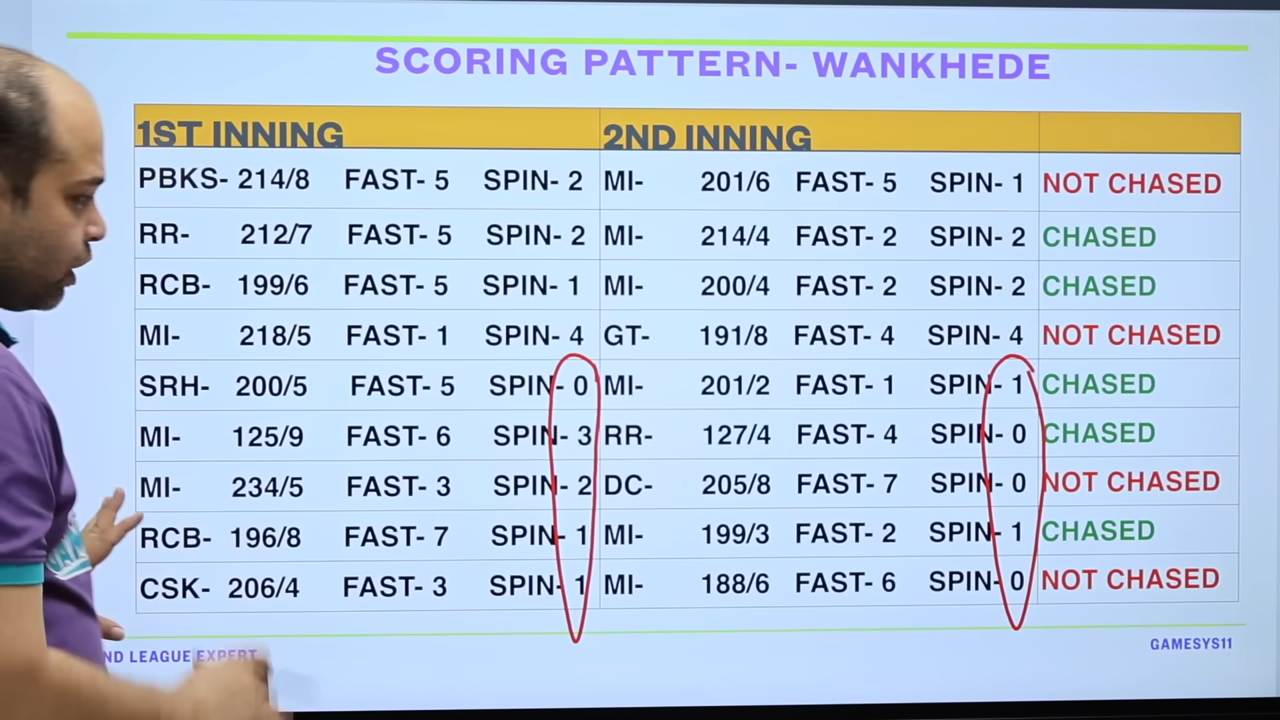 SCORING PATTERN- WANKHEDE
1ST INNING 2ND INNING
PBKS- 214/8 FAST- 5 SPIN- 2 MI- 201/6 FAST- 5 SPIN- 1 NOT CHASED
RR- 212/7 FAST- 5 SPIN- 2 MI- 214/4 FAST- 2 SPIN- 2 CHASED
RCB- 199/6 FAST- 5 SPIN- 1 MI- 200/4 FAST- 2 SPIN- 2 CHASED
MI- 218/5 FAST- 1 SPIN- 4 GT- 191/8 FAST- 4 SPIN- 4 NOT CHASED
SRH- 200/5 FAST- 5 SPIN- 0 MI- 201/2 FAST- 1 SPIN- 1 CHASED
MI- 125/9 FAST- 6 SPIN- 3 RR- 127/4 FAST- 4 SPIN- 0 CHASED
MI- 234/5 FAST- 3 SPIN- 2 DC- 205/8 FAST- 7 SPIN- 0 NOT CHASED
RCB- 196/8 FAST- 7 SPIN- 1 MI- 199/3 FAST- 2 SPIN- 1 CHASED
CSK- 206/4 FAST- 3 SPIN- 1 MI- 188/6 FAST- 6 SPIN- 0 NOT CHASED
ND LEAGUE EXPERT GAMESYS11